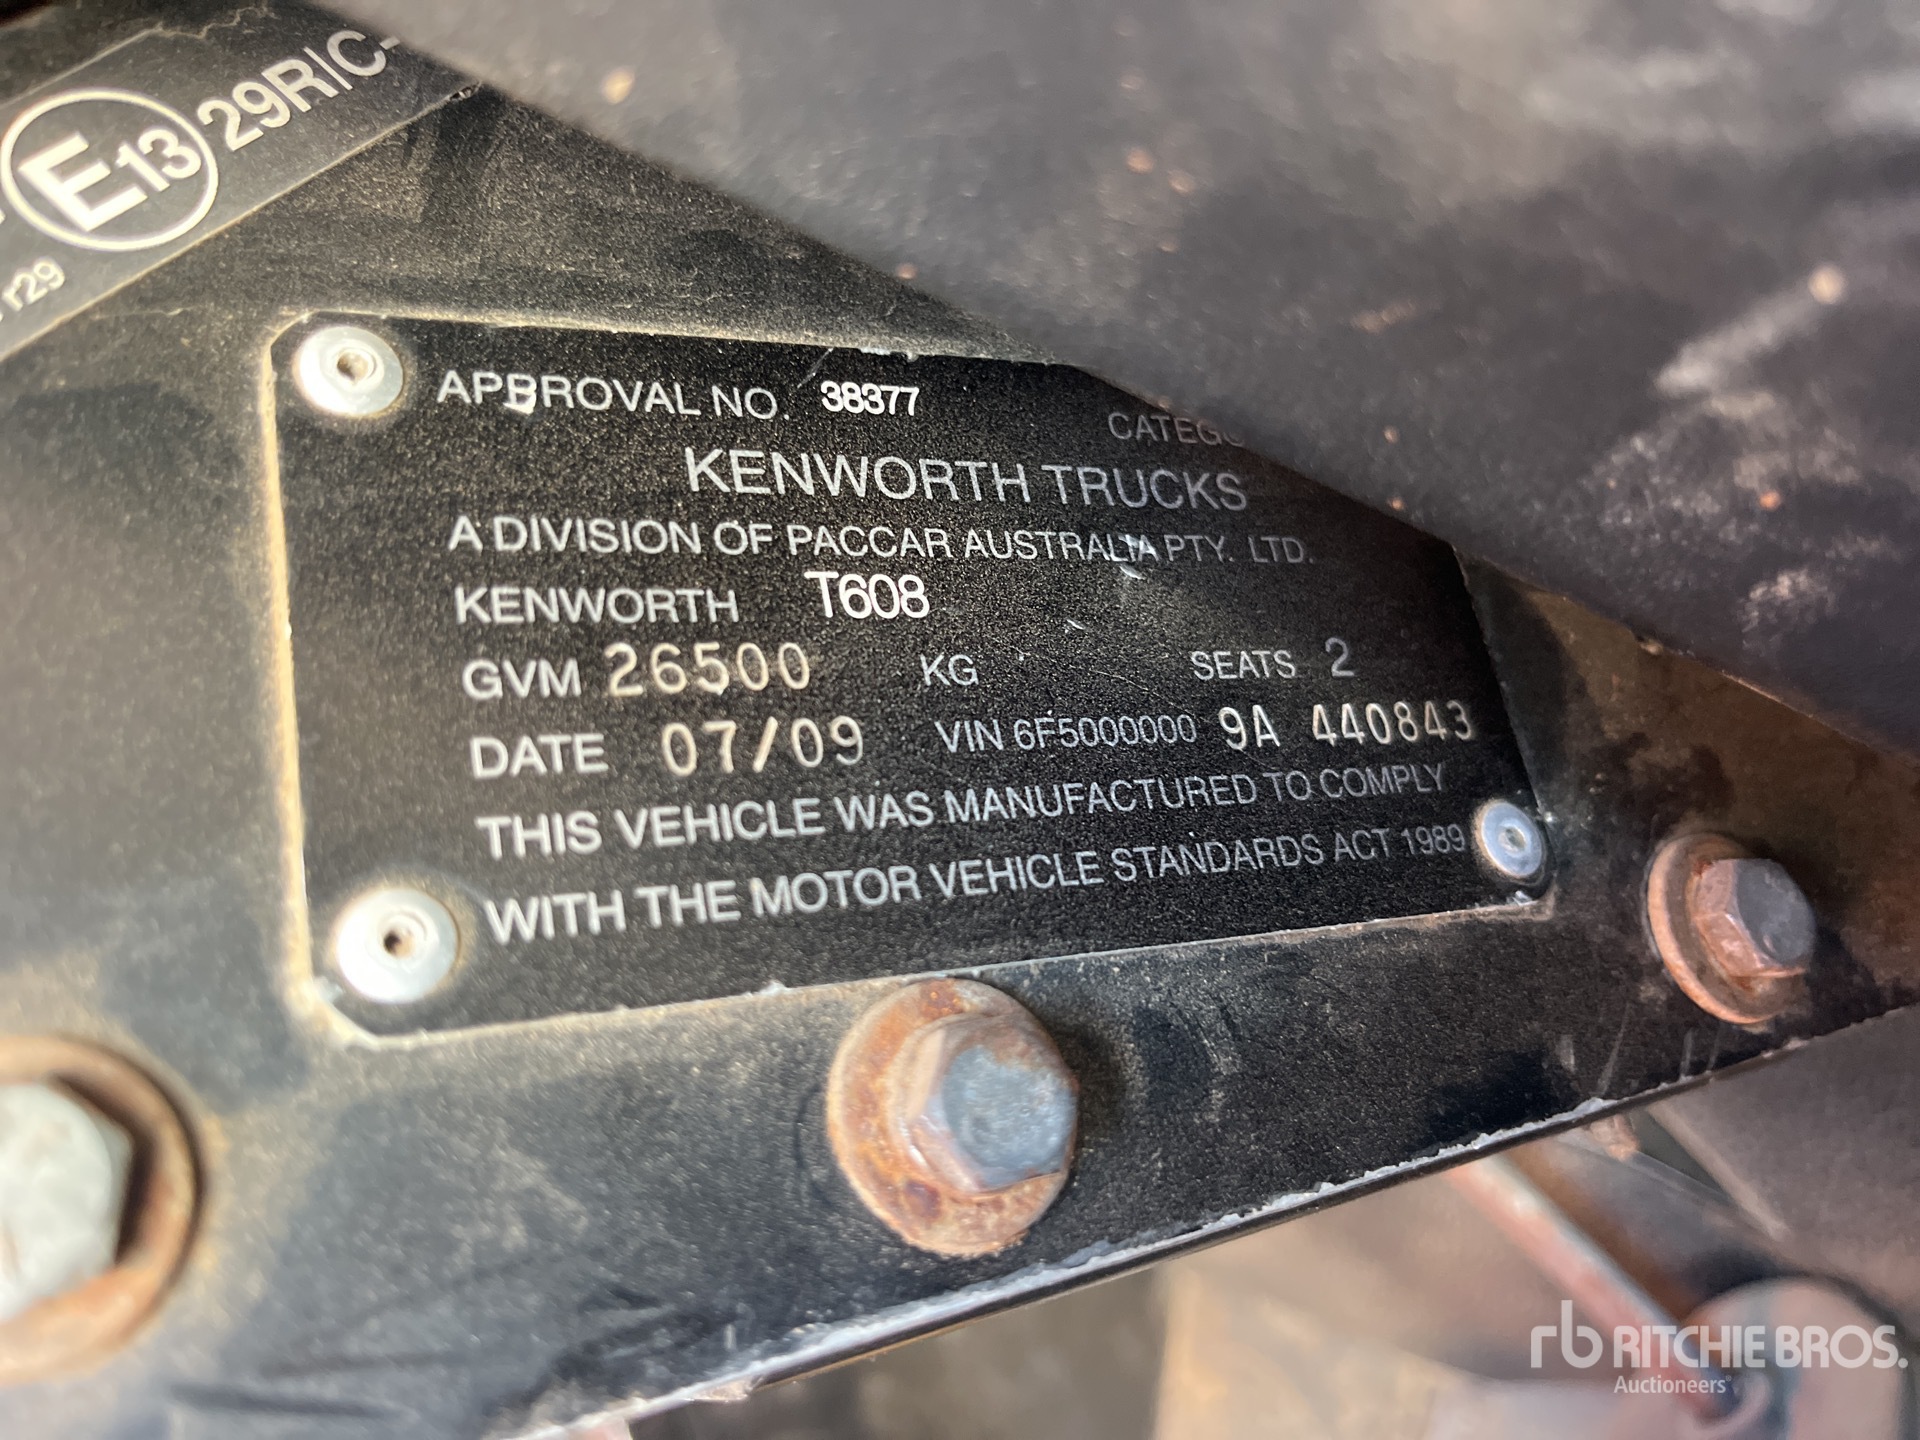 E13 29R/C-
r29
APPROVAL NO. 38377
KENWORTH TRUCKS
A DIVISION OF PACCAR AUSTRALIA PTY. LTD.
KENWORTH T608
GVM 26500 KG SEATS 2
DATE 07/09 VIN 6F5000000 9A 440843
THIS VEHICLE WAS MANUFACTURED TO COMPLY
WITH THE MOTOR VEHICLE STANDARDS ACT 1989
rb RITCHIE BROS.
Auctioneers